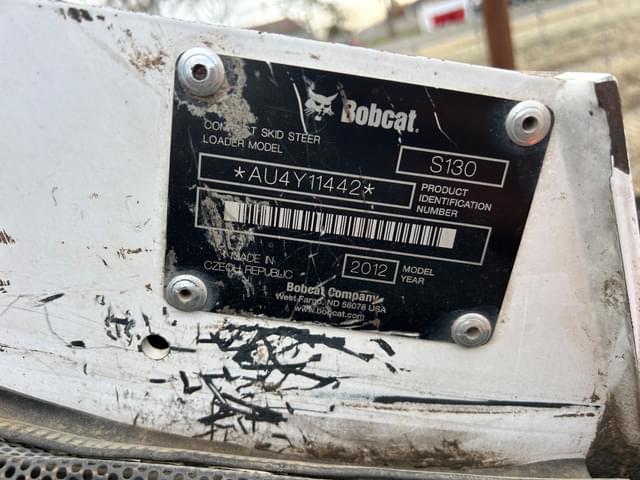 Bobcat.
COMPACT SKID STEER
LOADER MODEL
S130
*AU4Y11442*
PRODUCT
IDENTIFICATION
NUMBER
MADE IN
CZECH REPUBLIC
2012
MODEL
YEAR
Bobcat Company
West Fargo, ND 58078 USA
www.bobcat.com